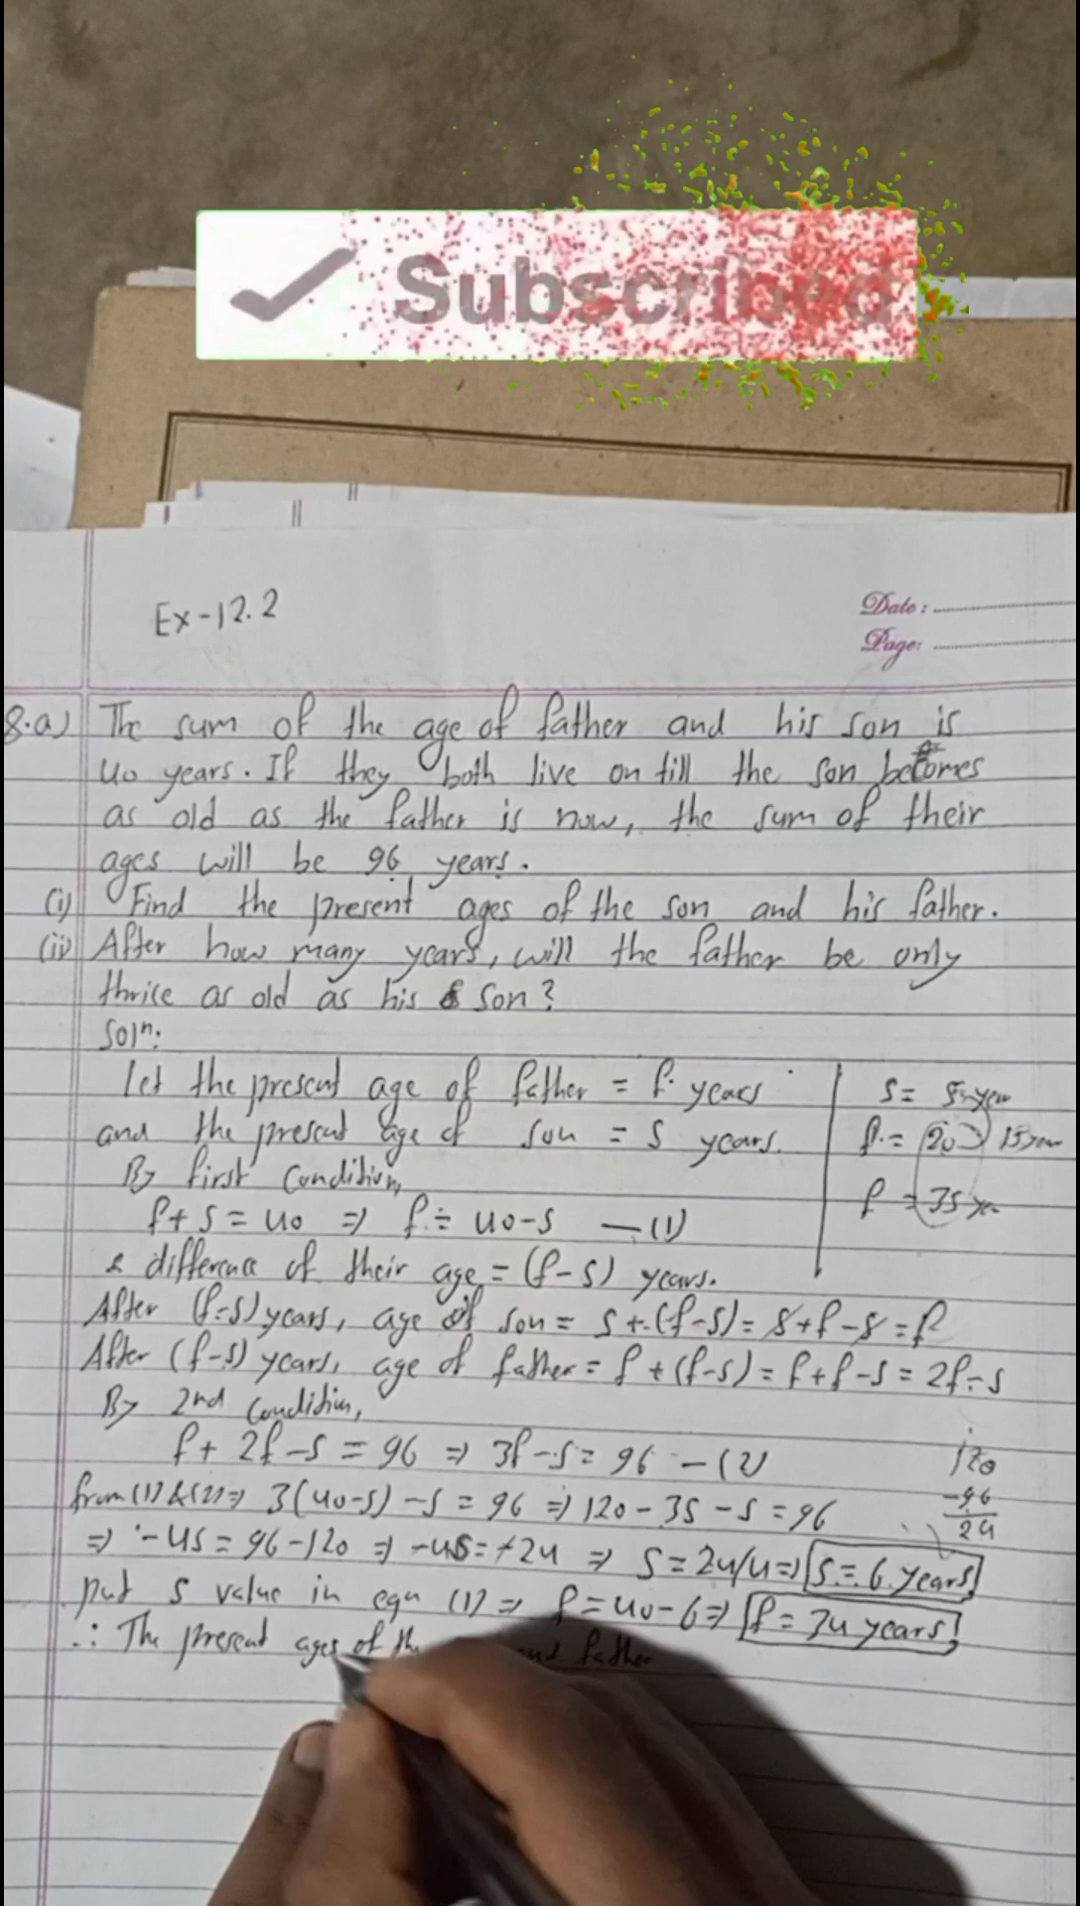 Subscribed
Ex-12.2
Date:
Page:
8.a) The sum of the age of father and his son is
40 years. If they both live on till the son becomes
as old as the father is now, the sum of their
ages will be 96 years.
(i) Find the present ages of the son and his father.
(ii) After how many years, will the father be only
thrice as old as his son?
Soln:
Let the present age of father = f years
and the present age of son = s years.
By first condition,
f + s = 40 => f = 40-s —(1)
& difference of their age = (f-s) years.
After (f-s) years, age of son = s + (f-s) = s+f-s = f
After (f-s) years, age of father = f + (f-s) = f+f-s = 2f-s
By 2nd condition,
f + 2f - s = 96 => 3f - s = 96 —(2)
from (1) & (2) => 3(40-s) - s = 96 => 120 - 3s - s = 96
=> -4s = 96-120 => -4s = -24 => s = 24/4 => s = 6 years
put s value in eqn (1) => f = 40-6 => f = 34 years
∴ The present ages of the and father
s = 5 year
f = 20 15 year
f = 35 yea
120
-96
24